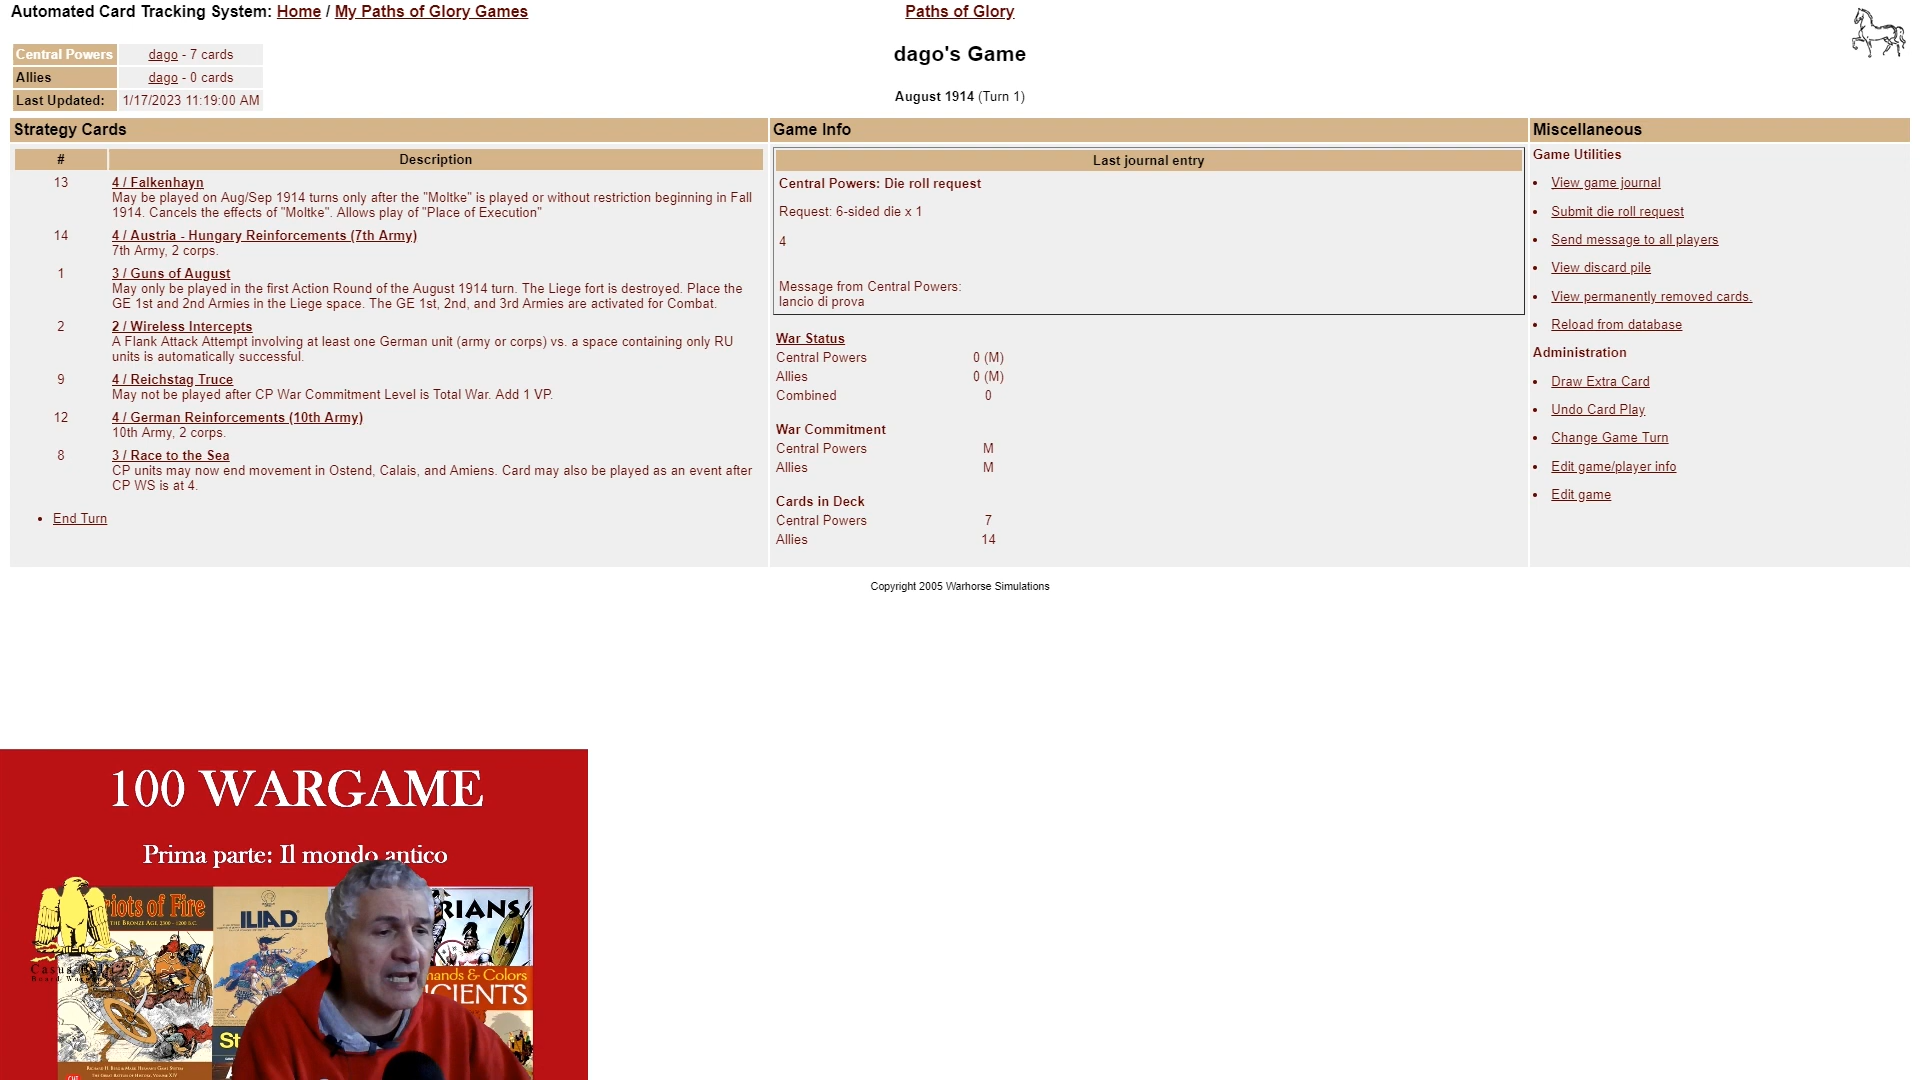 Automated Card Tracking System: Home / My Paths of Glory Games
Paths of Glory
dago's Game
August 1914 (Turn 1)
Central Powers dago - 7 cards
Allies dago - 0 cards
Last Updated: 1/17/2023 11:19:00 AM
Strategy Cards
# Description
13 4 / Falkenhayn
May be played on Aug/Sep 1914 turns only after the "Moltke" is played or without restriction beginning in Fall
1914. Cancels the effects of "Moltke". Allows play of "Place of Execution"
14 4 / Austria - Hungary Reinforcements (7th Army)
7th Army, 2 corps.
1 3 / Guns of August
May only be played in the first Action Round of the August 1914 turn. The Liege fort is destroyed. Place the
GE 1st and 2nd Armies in the Liege space. The GE 1st, 2nd, and 3rd Armies are activated for Combat.
2 2 / Wireless Intercepts
A Flank Attack Attempt involving at least one German unit (army or corps) vs. a space containing only RU
units is automatically successful.
9 4 / Reichstag Truce
May not be played after CP War Commitment Level is Total War. Add 1 VP.
12 4 / German Reinforcements (10th Army)
10th Army, 2 corps.
8 3 / Race to the Sea
CP units may now end movement in Ostend, Calais, and Amiens. Card may also be played as an event after
CP WS is at 4.
End Turn
Game Info
Last journal entry
Central Powers: Die roll request
Request: 6-sided die x 1
4
Message from Central Powers:
lancio di prova
War Status
Central Powers 0 (M)
Allies 0 (M)
Combined 0
War Commitment
Central Powers M
Allies M
Cards in Deck
Central Powers 7
Allies 14
Miscellaneous
Game Utilities
View game journal
Submit die roll request
Send message to all players
View discard pile
View permanently removed cards.
Reload from database
Administration
Draw Extra Card
Undo Card Play
Change Game Turn
Edit game/player info
Edit game
Copyright 2005 Warhorse Simulations
100 WARGAME
Prima parte: Il mondo antico
iots of Fire
THE BRONZE AGE
ILIAD
RIANS
ands & Colors
CIENTS
Casus
St